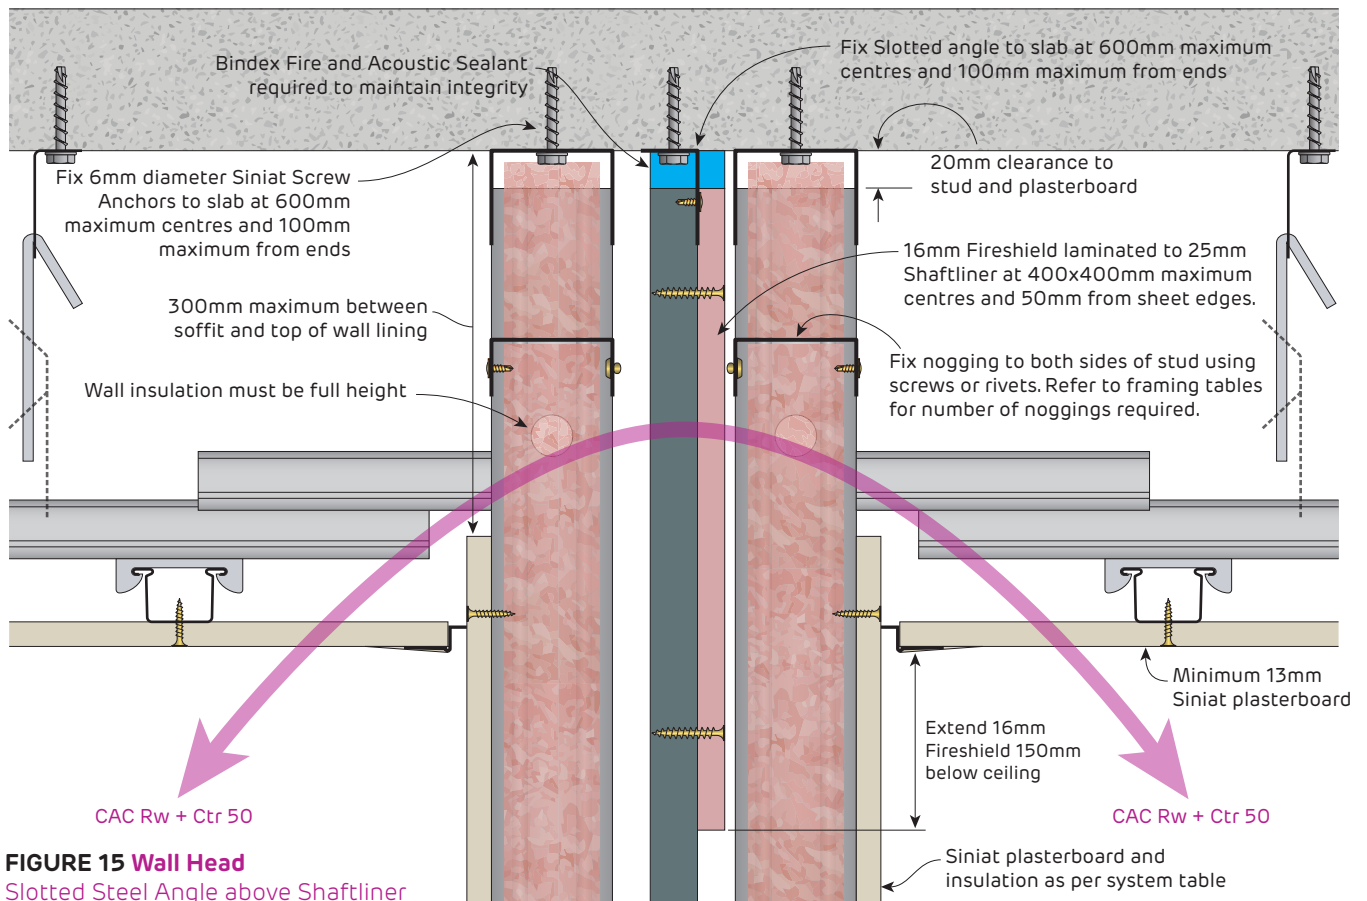 Bindex Fire and Acoustic Sealant
required to maintain integrity
Fix Slotted angle to slab at 600mm maximum
centres and 100mm maximum from ends
Fix 6mm diameter Siniat Screw
Anchors to slab at 600mm
maximum centres and 100mm
maximum from ends
20mm clearance to
stud and plasterboard
16mm Fireshield laminated to 25mm
Shaftliner at 400x400mm maximum
centres and 50mm from sheet edges.
300mm maximum between
soffit and top of wall lining
Fix nogging to both sides of stud using
screws or rivets. Refer to framing tables
for number of noggings required.
Wall insulation must be full height
Minimum 13mm
Siniat plasterboard
Extend 16mm
Fireshield 150mm
below ceiling
CAC Rw + Ctr 50
CAC Rw + Ctr 50
Siniat plasterboard and
insulation as per system table
FIGURE 15 Wall Head
Slotted Steel Angle above Shaftliner